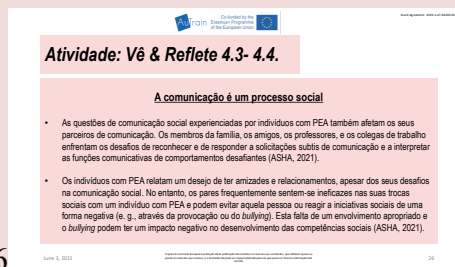 AuTrain
Co-funded by the
Erasmus+ Programme
of the European Union
Atividade: Vê & Reflete 4.3- 4.4.
A comunicação é um processo social
• As questões de comunicação social experienciadas por indivíduos com PEA também afetam os seus
parceiros de comunicação. Os membros da família, os amigos, os professores, e os colegas de trabalho
enfrentam os desafios de reconhecer e de responder a solicitações subtis de comunicação e a interpretar
as funções comunicativas de comportamentos desafiantes (ASHA, 2021).
• Os indivíduos com PEA relatam um desejo de ter amizades e relacionamentos, apesar dos seus desafios
na comunicação social. No entanto, os pares frequentemente sentem-se ineficazes nas suas trocas
sociais com um indivíduo com PEA e podem evitar aquela pessoa ou reagir a iniciativas sociais de uma
forma negativa (e. g., através da provocação ou do bullying). Esta falta de um envolvimento apropriado e
o bullying podem ter um impacto negativo no desenvolvimento das competências sociais (ASHA, 2021).
6
June 3, 2021
26